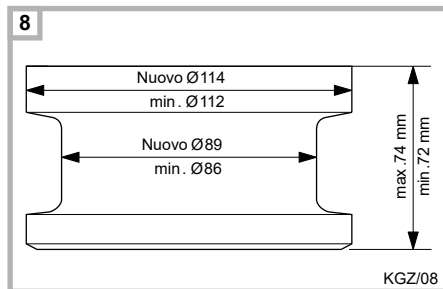 8
Nuovo Ø114
min. Ø112
Nuovo Ø89
min. Ø86
max.74 mm
min.72 mm
KGZ/08